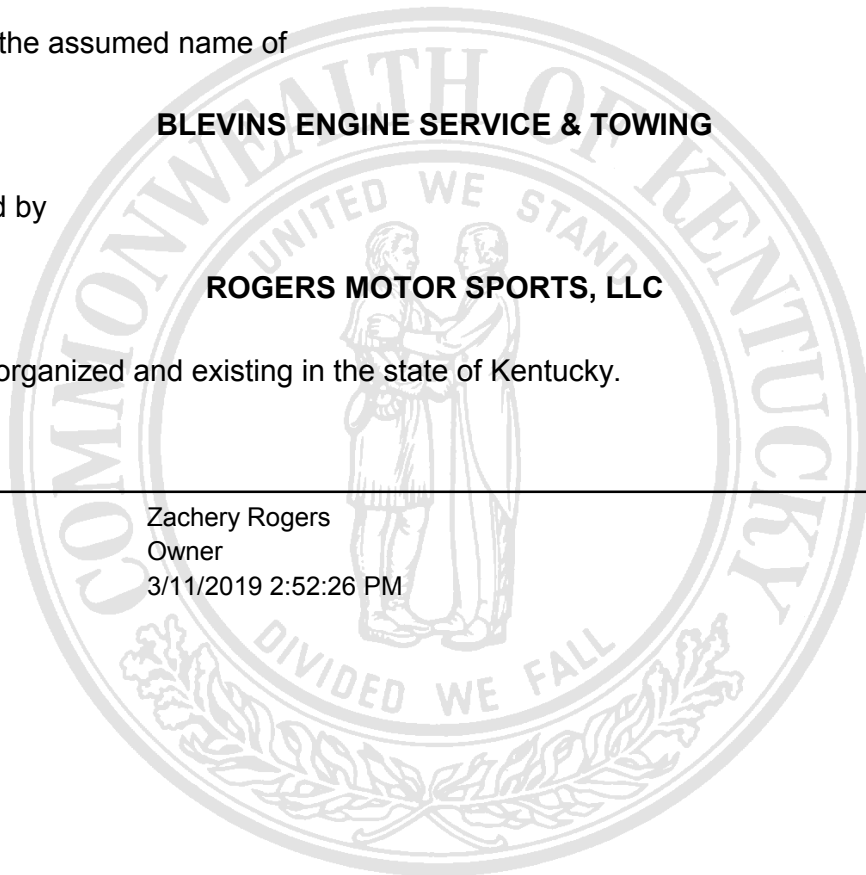 the assumed name of
BLEVINS ENGINE SERVICE & TOWING
d by
ROGERS MOTOR SPORTS, LLC
organized and existing in the state of Kentucky.
Zachery Rogers
Owner
3/11/2019 2:52:26 PM
COMMONWEALTH OF KENTUCKY
UNITED WE STAND
DIVIDED WE FALL